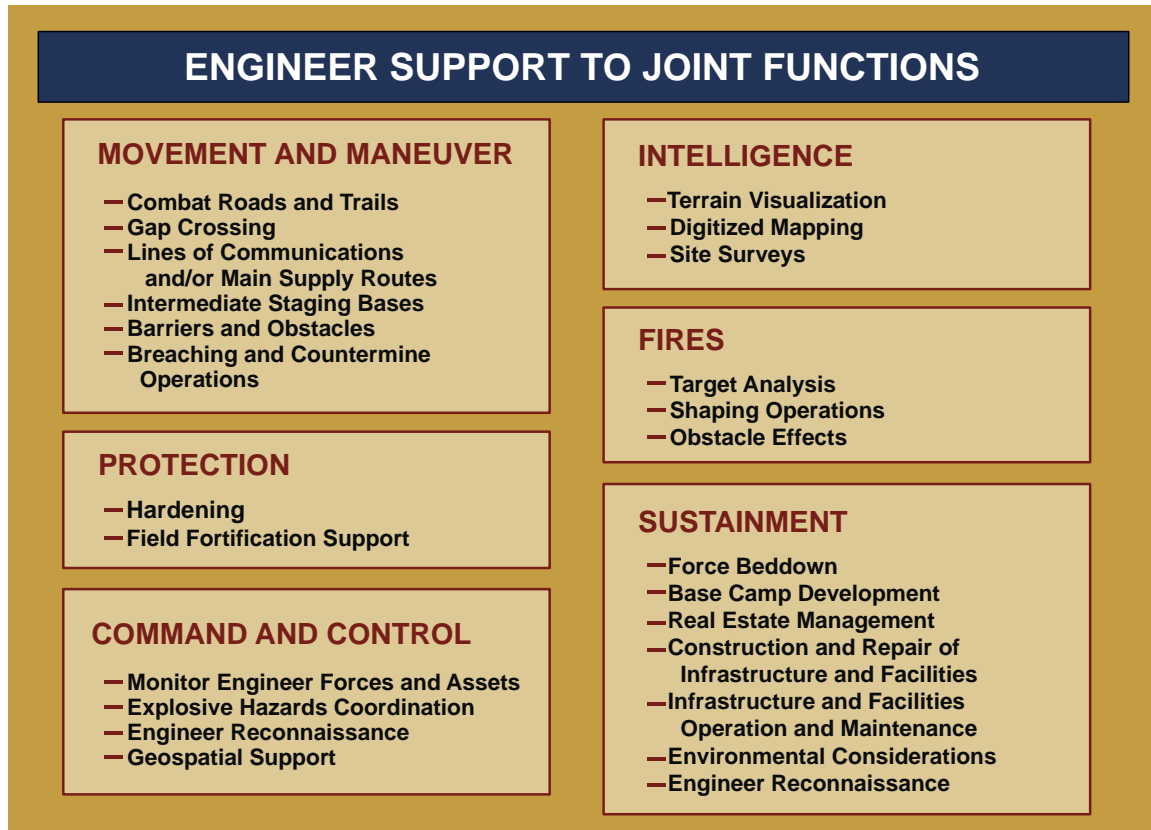 ENGINEER SUPPORT TO JOINT FUNCTIONS
MOVEMENT AND MANEUVER
— Combat Roads and Trails
— Gap Crossing
— Lines of Communications
and/or Main Supply Routes
— Intermediate Staging Bases
— Barriers and Obstacles
— Breaching and Countermine
Operations
PROTECTION
— Hardening
— Field Fortification Support
COMMAND AND CONTROL
— Monitor Engineer Forces and Assets
— Explosive Hazards Coordination
— Engineer Reconnaissance
— Geospatial Support
INTELLIGENCE
— Terrain Visualization
— Digitized Mapping
— Site Surveys
FIRES
— Target Analysis
— Shaping Operations
— Obstacle Effects
SUSTAINMENT
— Force Beddown
— Base Camp Development
— Real Estate Management
— Construction and Repair of
Infrastructure and Facilities
— Infrastructure and Facilities
Operation and Maintenance
— Environmental Considerations
— Engineer Reconnaissance